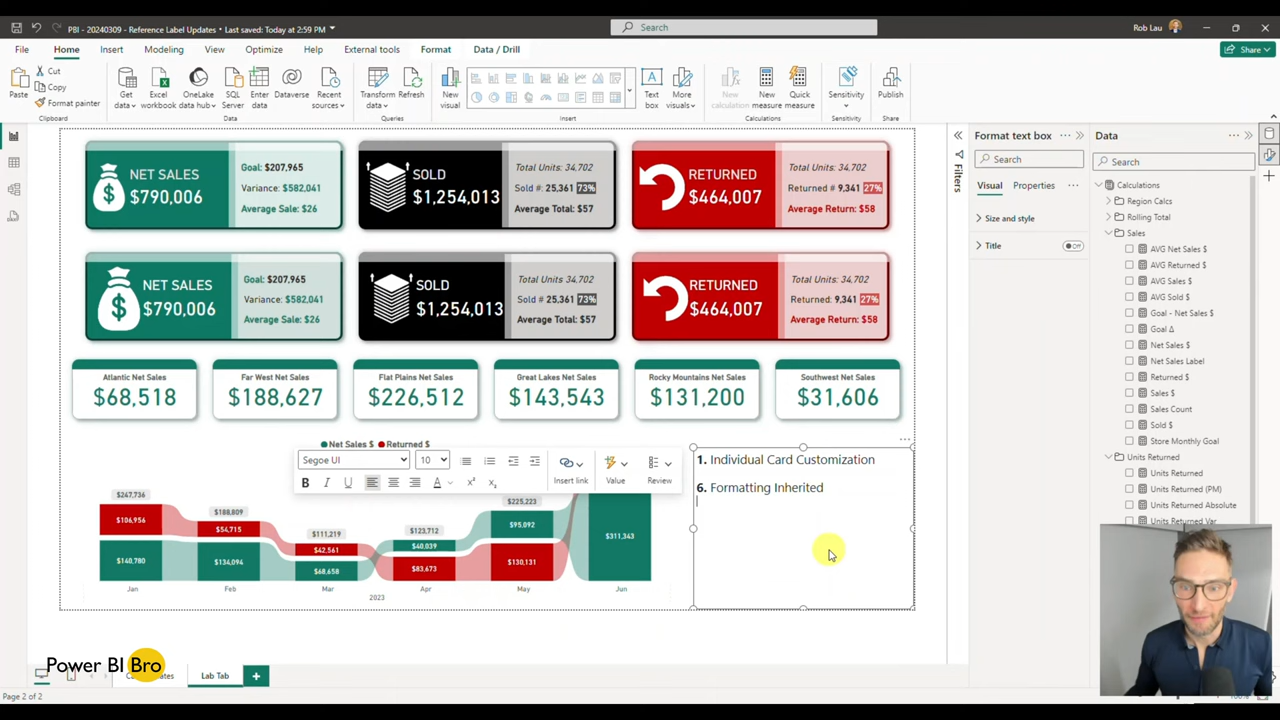 PBI - 20240309 - Reference Label Updates • Last saved: Today at 2:59 PM
Search
Rob Lau
File
Home
Insert
Modeling
View
Optimize
Help
External tools
Format
Data / Drill
Share
Paste
Cut
Copy
Format painter
Get data
Excel workbook
OneLake data hub
SQL Server
Enter data
Dataverse
Recent sources
Transform data
Refresh
New visual
Text box
More visuals
New calculation
New measure
Quick measure
Sensitivity
Publish
Clipboard
Data
Queries
Insert
Calculations
Sensitivity
Share
NET SALES
$790,006
Goal: $207,965
Variance: $582,041
Average Sale: $26
SOLD
$1,254,013
Total Units: 34,702
Sold #: 25,361 73%
Average Total: $57
RETURNED
$464,007
Total Units: 34,702
Returned # 9,341 27%
Average Return: $58
NET SALES
$790,006
Goal: $207,965
Variance: $582,041
Average Sale: $26
SOLD
$1,254,013
Total Units 34,702
Sold # 25,361 73%
Average Total: $57
RETURNED
$464,007
Total Units 34,702
Returned: 9,341 27%
Average Return: $58
Atlantic Net Sales
$68,518
Far West Net Sales
$188,627
Flat Plains Net Sales
$226,512
Great Lakes Net Sales
$143,543
Rocky Mountains Net Sales
$131,200
Southwest Net Sales
$31,606
Net Sales $ Returned $
Segoe UI
10
Insert link
Value
Review
$247,736
$106,956
$140,780
Jan
$188,809
$54,715
$134,094
Feb
$111,219
$42,561
$68,658
Mar
$123,712
$40,039
$83,673
Apr
$225,223
$95,092
$130,131
May
$311,343
Jun
2023
1. Individual Card Customization
6. Formatting Inherited
Filters
Format text box
Search
Visual
Properties
Size and style
Title
Off
Data
Search
Calculations
Region Calcs
Rolling Total
Sales
AVG Net Sales $
AVG Returned $
AVG Sales $
AVG Sold $
Goal - Net Sales $
Goal Δ
Net Sales $
Net Sales Label
Returned $
Sales $
Sales Count
Sold $
Store Monthly Goal
Units Returned
Units Returned
Units Returned (PM)
Units Returned Absolute
Units Returned Var
Power BI Bro
Lab Tab
Page 2 of 2